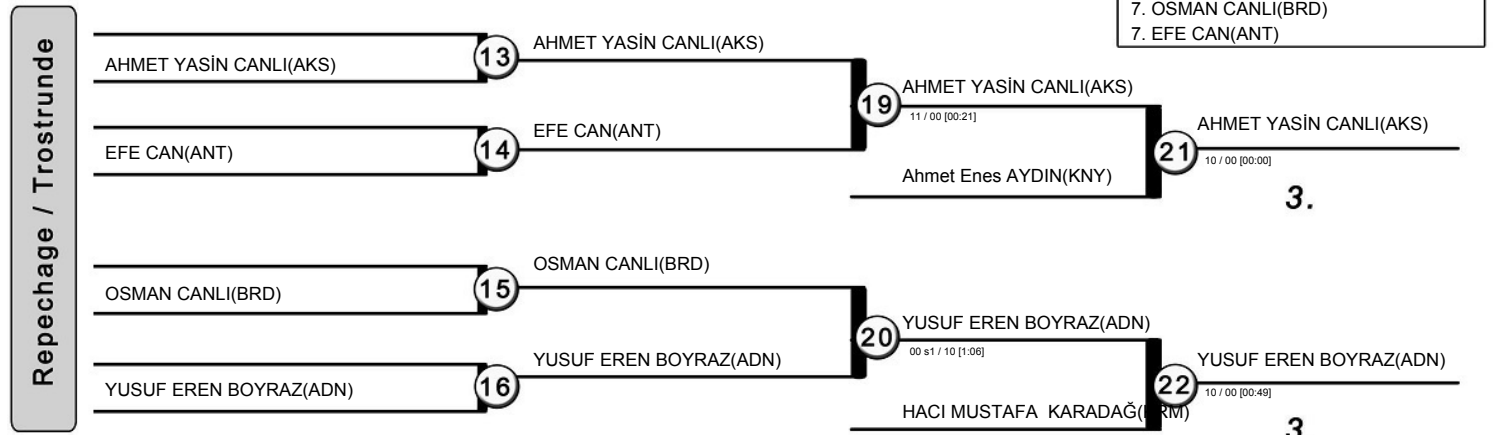 7. OSMAN CANLI(BRD)
7. EFE CAN(ANT)
Repechage / Trostrunde
AHMET YASİN CANLI(AKS)
13
AHMET YASİN CANLI(AKS)
EFE CAN(ANT)
14
EFE CAN(ANT)
19
AHMET YASİN CANLI(AKS)
11 / 00 [00:21]
Ahmet Enes AYDIN(KNY)
21
AHMET YASİN CANLI(AKS)
10 / 00 [00:00]
3.
OSMAN CANLI(BRD)
15
OSMAN CANLI(BRD)
YUSUF EREN BOYRAZ(ADN)
16
YUSUF EREN BOYRAZ(ADN)
20
YUSUF EREN BOYRAZ(ADN)
00 s1 / 10 [1:06]
HACI MUSTAFA KARADAĞ(
22
YUSUF EREN BOYRAZ(ADN)
10 / 00 [00:49]
3